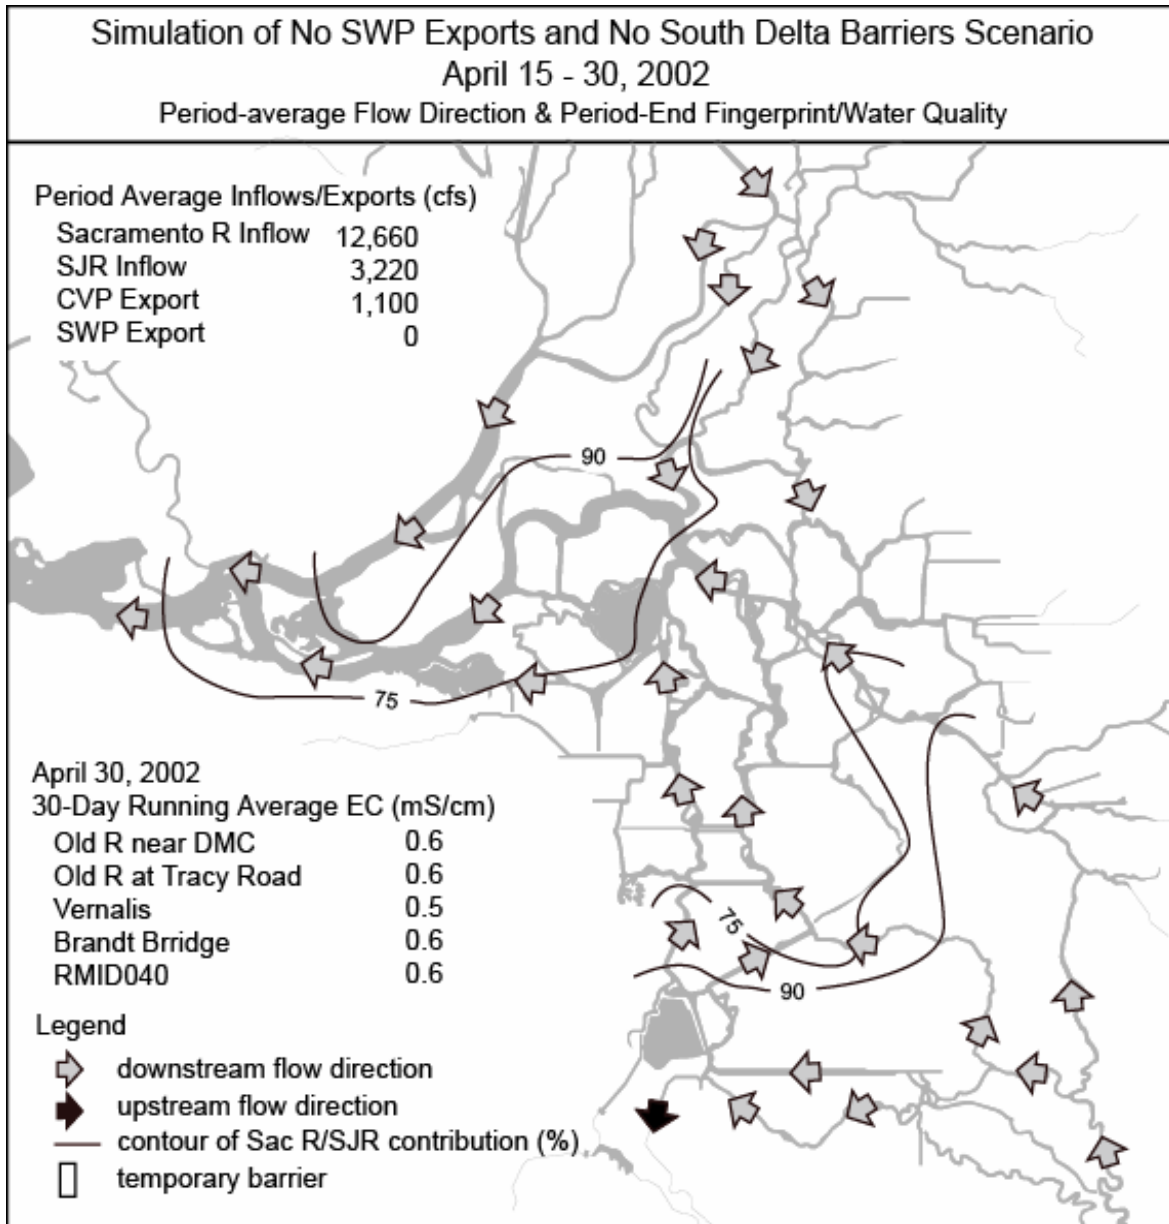 Simulation of No SWP Exports and No South Delta Barriers Scenario
April 15 - 30, 2002
Period-average Flow Direction & Period-End Fingerprint/Water Quality
Period Average Inflows/Exports (cfs)
Sacramento R Inflow 12,660
SJR Inflow 3,220
CVP Export 1,100
SWP Export 0
90
75
April 30, 2002
30-Day Running Average EC (mS/cm)
Old R near DMC 0.6
Old R at Tracy Road 0.6
Vernalis 0.5
Brandt Brridge 0.6
RMID040 0.6
75
90
Legend
downstream flow direction
upstream flow direction
contour of Sac R/SJR contribution (%)
temporary barrier